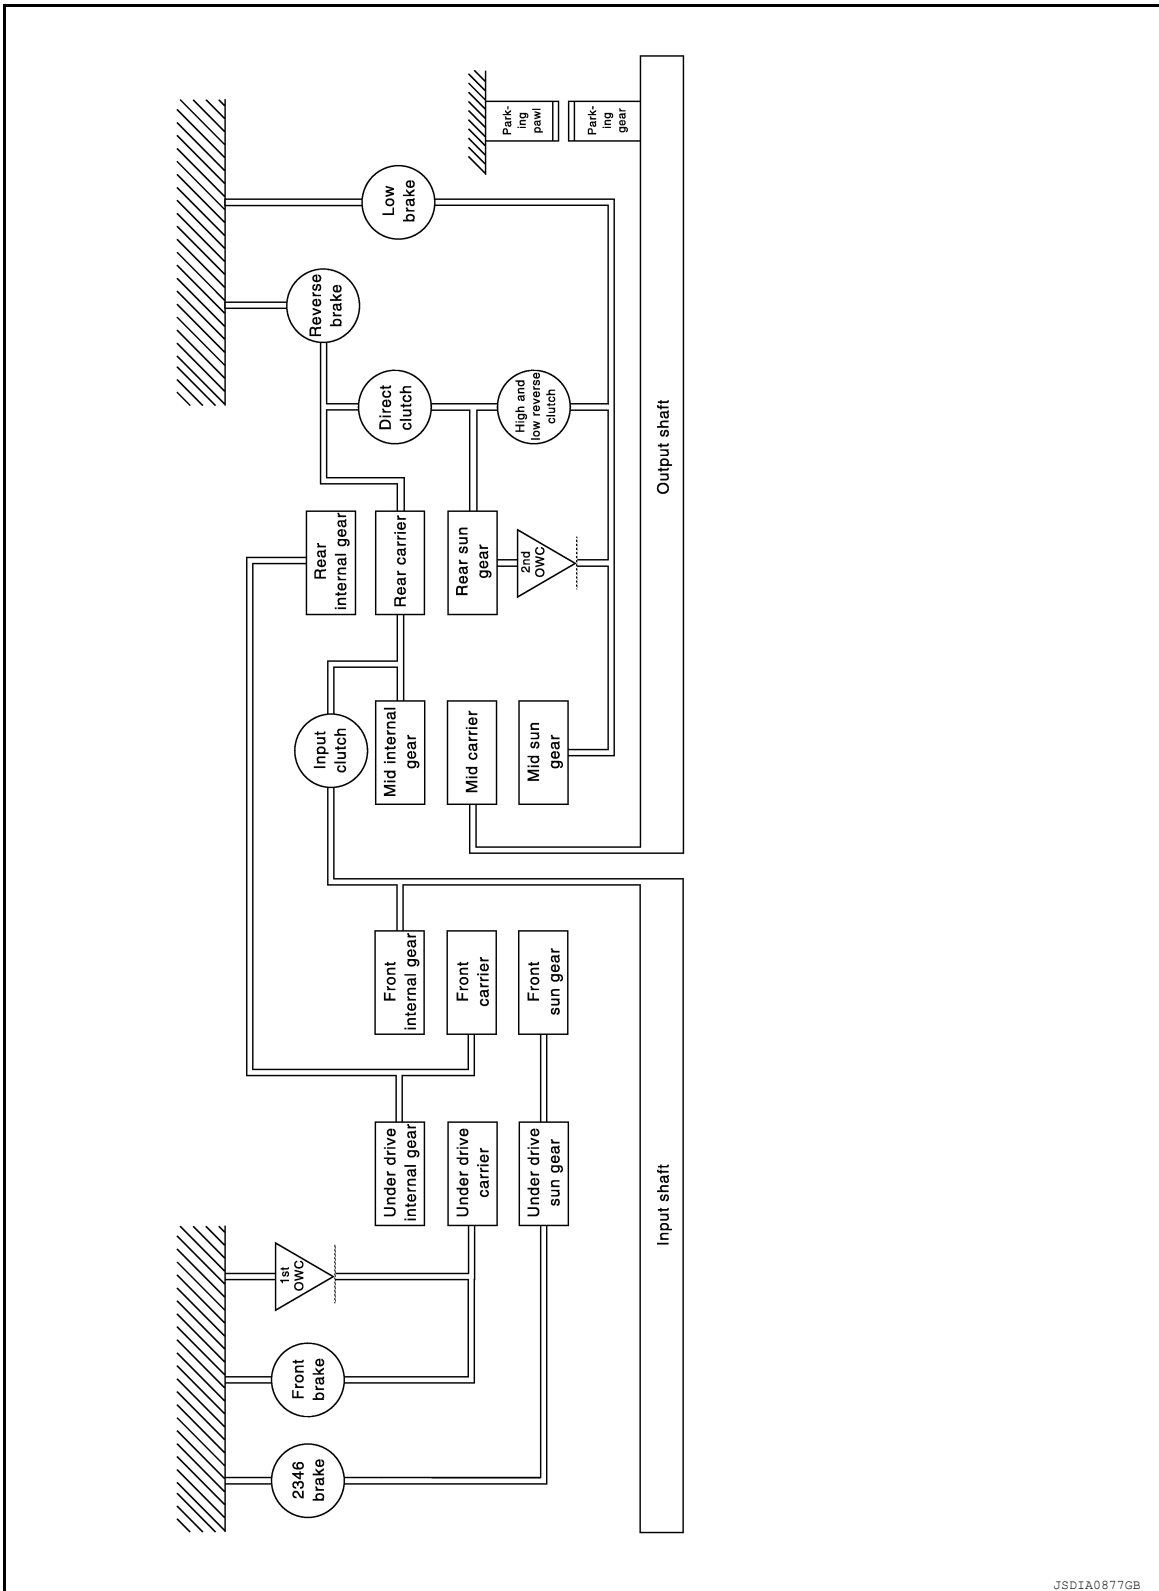 Park-
ing
pawl
Park-
ing
gear
Low
brake
Reverse
brake
Direct
clutch
High and
low reverse
clutch
Output shaft
Rear
internal gear
Rear carrier
Rear sun
gear
2nd
OWC
Input
clutch
Mid internal
gear
Mid carrier
Mid sun
gear
Front
internal gear
Front
carrier
Front
sun gear
Under drive
internal gear
Under drive
carrier
Under drive
sun gear
Input shaft
1st
OWC
Front
brake
2346
brake
JSDIA0877GB